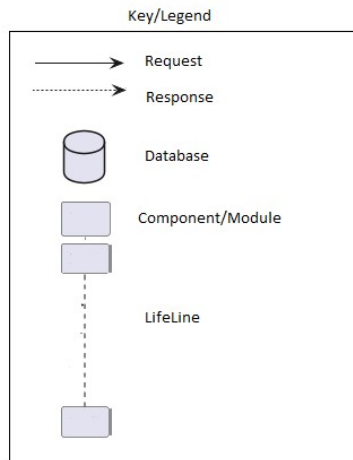 Key/Legend
Request
Response
Database
Component/Module
LifeLine